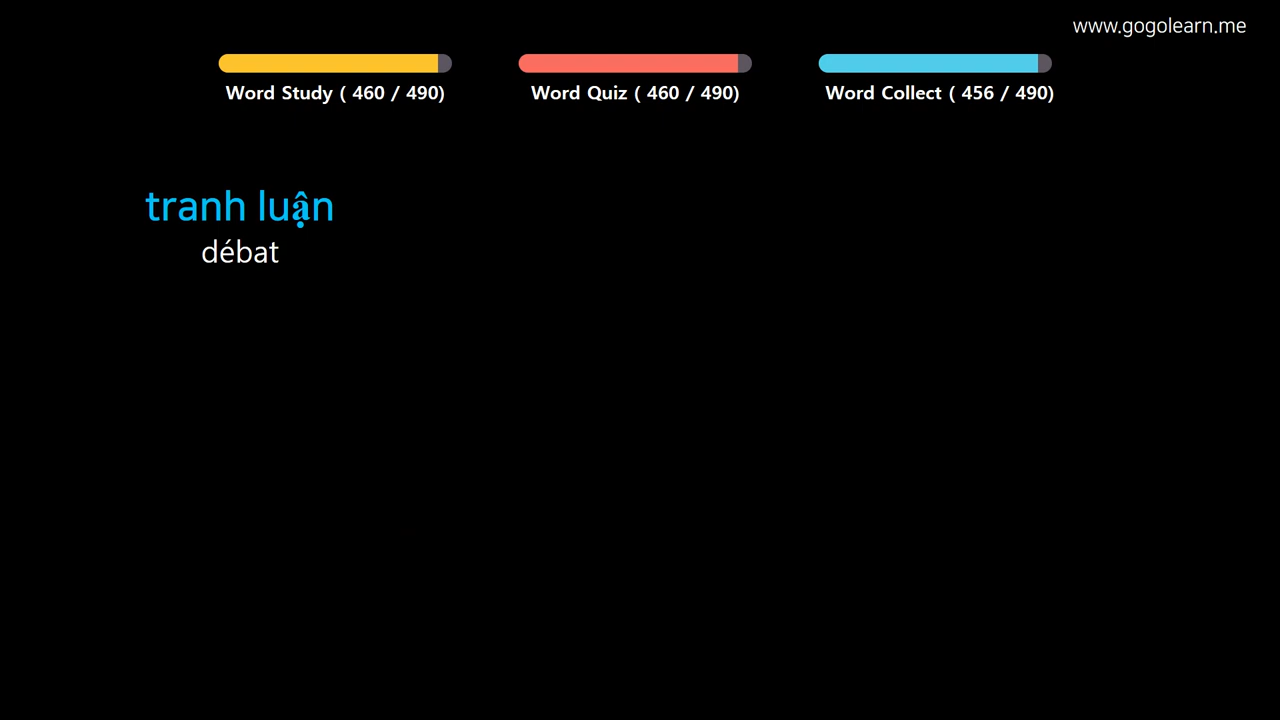 www.gogolearn.me
Word Study ( 460 / 490)
Word Quiz ( 460 / 490)
Word Collect ( 456 / 490)
tranh luận
débat